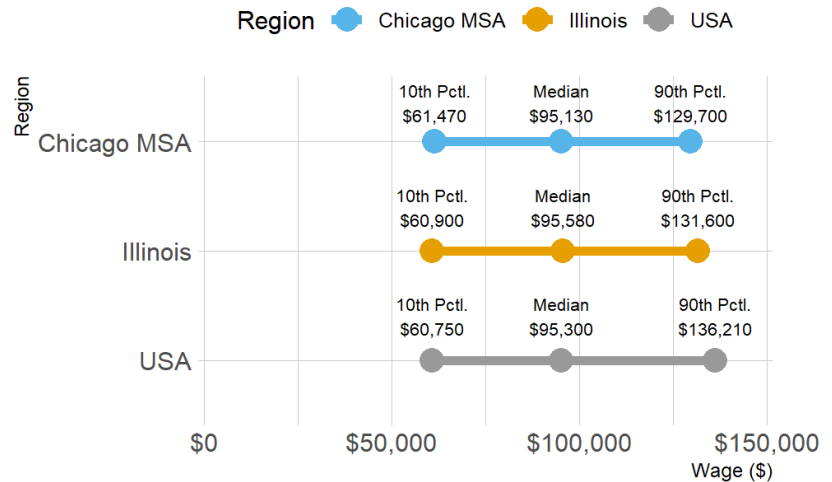 Region Chicago MSA Illinois USA
Region
10th Pctl. Median 90th Pctl.
$61,470 $95,130 $129,700
Chicago MSA
10th Pctl. Median 90th Pctl.
$60,900 $95,580 $131,600
Illinois
10th Pctl. Median 90th Pctl.
$60,750 $95,300 $136,210
USA
$0 $50,000 $100,000 $150,000
Wage ($)